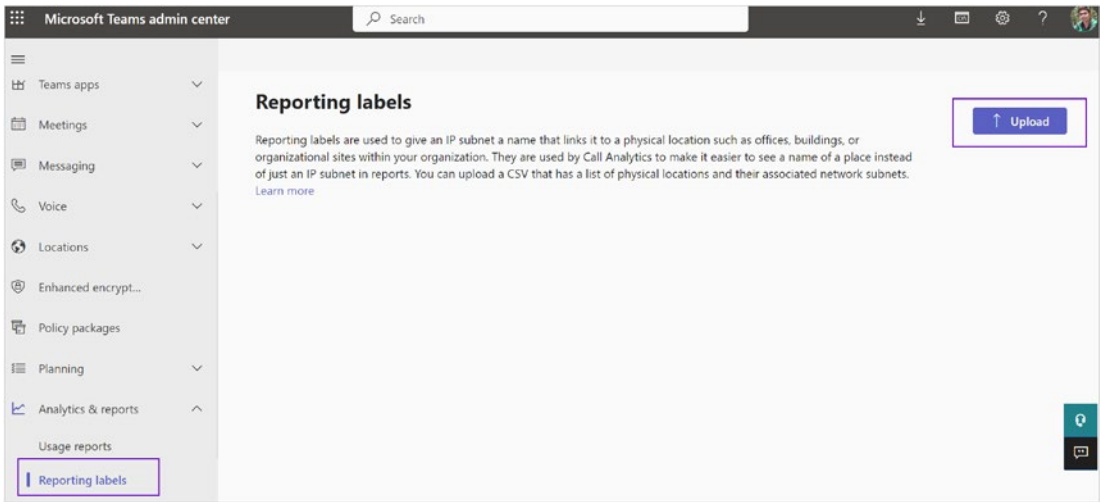 Microsoft Teams admin center
Search
?
Teams apps
Meetings
Messaging
Voice
Locations
Enhanced encrypt...
Policy packages
Planning
Analytics & reports
Usage reports
Reporting labels
Reporting labels
Upload
Reporting labels are used to give an IP subnet a name that links it to a physical location such as offices, buildings, or
organizational sites within your organization. They are used by Call Analytics to make it easier to see a name of a place instead
of just an IP subnet in reports. You can upload a CSV that has a list of physical locations and their associated network subnets.
Learn more